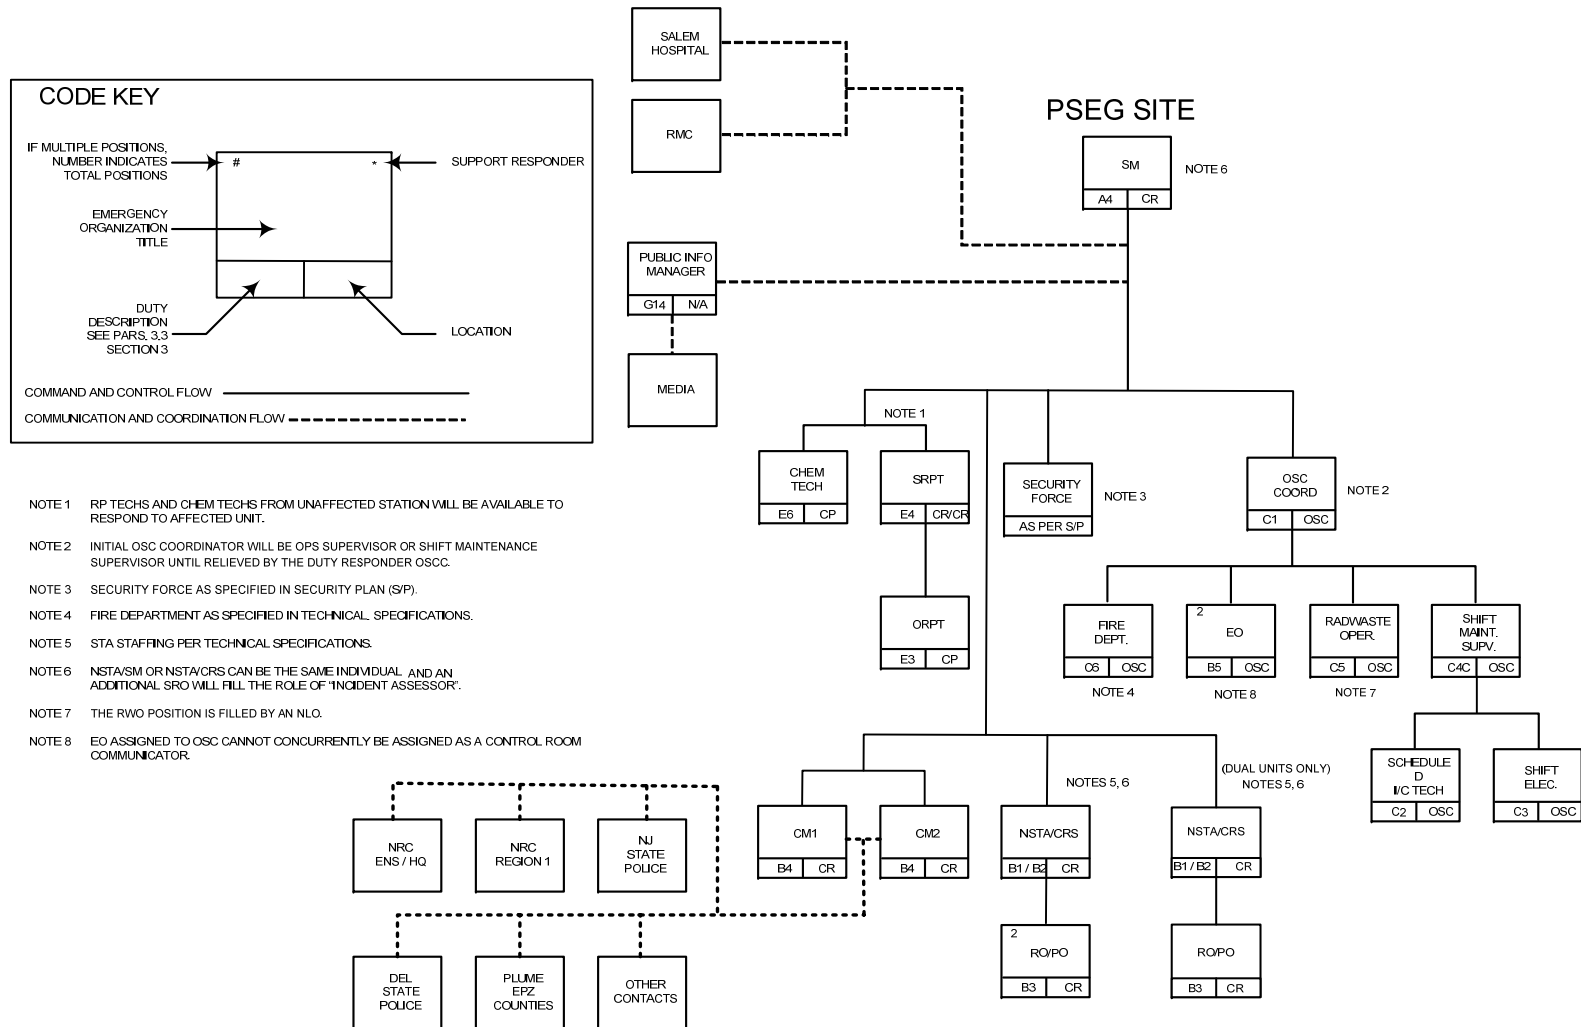 SALEM
HOSPITAL
CODE KEY
PSEG SITE
IF MULTIPLE POSITIONS,
NUMBER INDICATES
TOTAL POSITIONS
#
*
SUPPORT RESPONDER
RMC
SM
NOTE 6
A4
CR
EMERGENCY
ORGANIZATION
TITLE
PUBLIC INFO
MANAGER
G14
N/A
DUTY
DESCRIPTION
SEE PARS. 3.3
SECTION 3
LOCATION
MEDIA
COMMAND AND CONTROL FLOW
COMMUNICATION AND COORDINATION FLOW
NOTE 1
CHEM
TECH
E6
CP
SRPT
E4
CR/CR
SECURITY
FORCE
AS PER S/P
NOTE 3
OSC
COORD
C1
OSC
NOTE 2
NOTE 1 RP TECHS AND CHEM TECHS FROM UNAFFECTED STATION WILL BE AVAILABLE TO
RESPOND TO AFFECTED UNIT.
NOTE 2 INITIAL OSC COORDINATOR WILL BE OPS SUPERVISOR OR SHIFT MAINTENANCE
SUPERVISOR UNTIL RELIEVED BY THE DUTY RESPONDER OSCC.
NOTE 3 SECURITY FORCE AS SPECIFIED IN SECURITY PLAN (S/P).
NOTE 4 FIRE DEPARTMENT AS SPECIFIED IN TECHNICAL SPECIFICATIONS.
NOTE 5 STA STAFFING PER TECHNICAL SPECIFICATIONS.
NOTE 6 NSTA/SM OR NSTA/CRS CAN BE THE SAME INDIVIDUAL AND AN
ADDITIONAL SRO WILL FILL THE ROLE OF "INCIDENT ASSESSOR".
NOTE 7 THE RWO POSITION IS FILLED BY AN NLO.
NOTE 8 EO ASSIGNED TO OSC CANNOT CONCURRENTLY BE ASSIGNED AS A CONTROL ROOM
COMMUNICATOR.
ORPT
E3
CP
FIRE
DEPT.
C6
OSC
NOTE 4
2
EO
B5
OSC
NOTE 8
RADWASTE
OPER.
C5
OSC
NOTE 7
SHIFT
MAINT.
SUPV.
C4C
OSC
SCHEDULE
D
I/C TECH
C2
OSC
SHIFT
ELEC.
C3
OSC
NOTES 5, 6
(DUAL UNITS ONLY)
NOTES 5, 6
NRC
ENS / HQ
NRC
REGION 1
NJ
STATE
POLICE
CM1
B4
CR
CM2
B4
CR
NSTA/CRS
B1 / B2
CR
NSTA/CRS
B1 / B2
CR
DEL
STATE
POLICE
PLUME
EPZ
COUNTIES
OTHER
CONTACTS
2
RO/PO
B3
CR
RO/PO
B3
CR